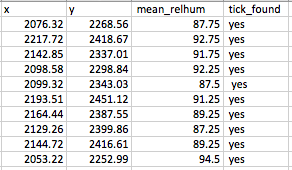 x y mean_relhum tick_found
2076.32 2268.56 87.75 yes
2217.72 2418.67 92.75 yes
2142.85 2337.01 91.75 yes
2098.58 2298.84 92.25 yes
2099.32 2343.03 87.5 yes
2193.51 2451.12 91.25 yes
2164.44 2387.55 89.25 yes
2129.26 2399.86 87.25 yes
2144.72 2416.61 89.25 yes
2053.22 2252.99 94.5 yes